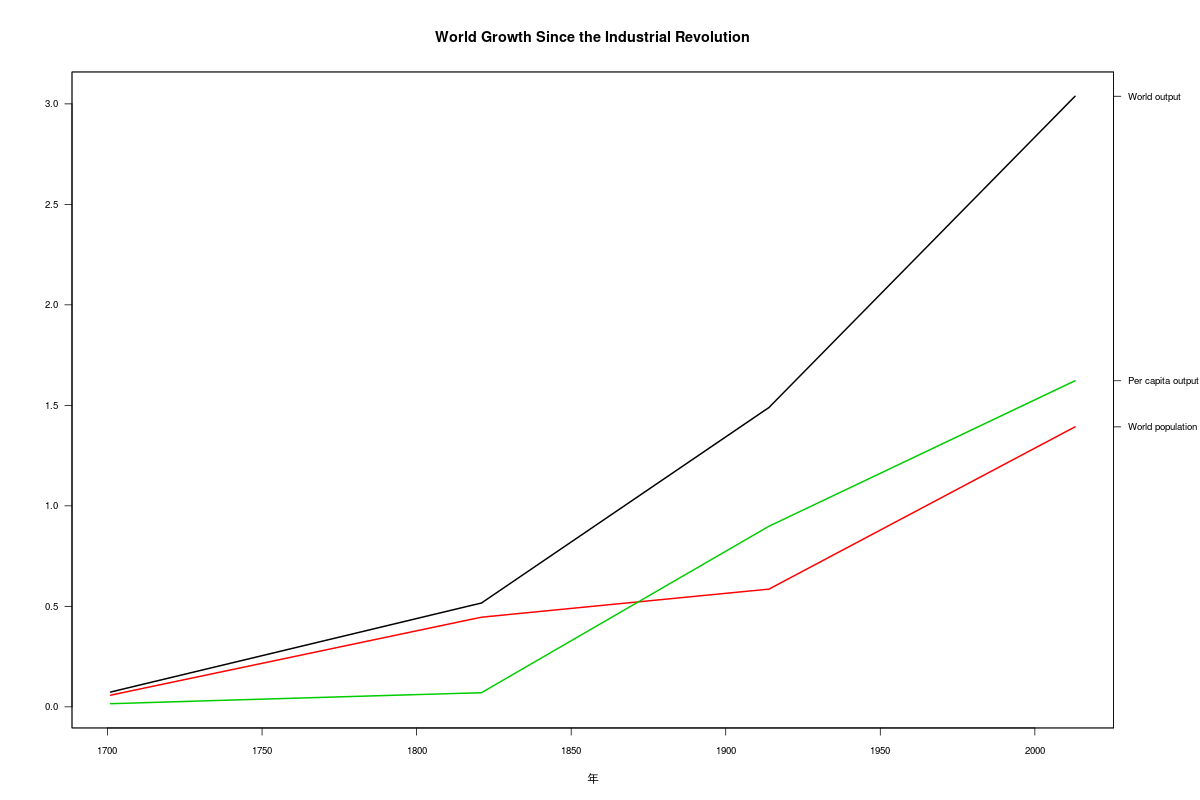 World Growth Since the Industrial Revolution
3.0
2.5
2.0
1.5
1.0
0.5
0.0
World output
Per capita output
World population
1700 1750 1800 1850 1900 1950 2000
年